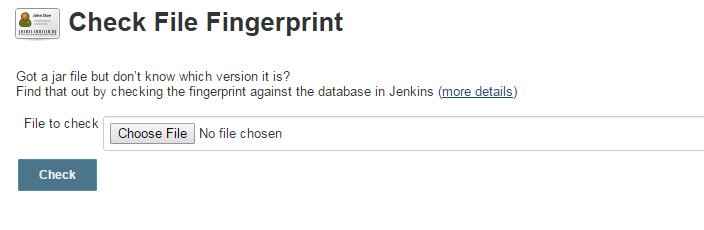 John Doe
Check File Fingerprint
Got a jar file but don't know which version it is?
Find that out by checking the fingerprint against the database in Jenkins (more details)
File to check
Choose File No file chosen
Check